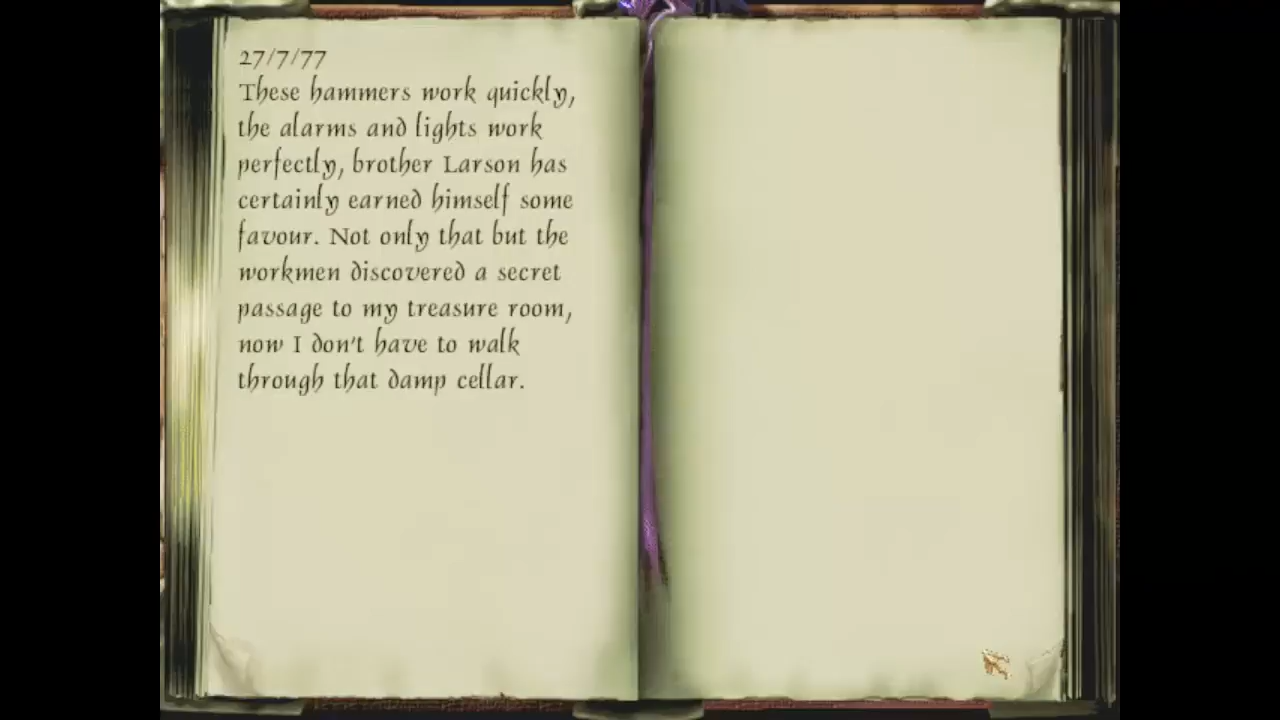 27/7/77
These hammers work quickly,
the alarms and lights work
perfectly, brother Larson has
certainly earned himself some
favour. Not only that but the
workmen discovered a secret
passage to my treasure room,
now I don't have to walk
through that damp cellar.